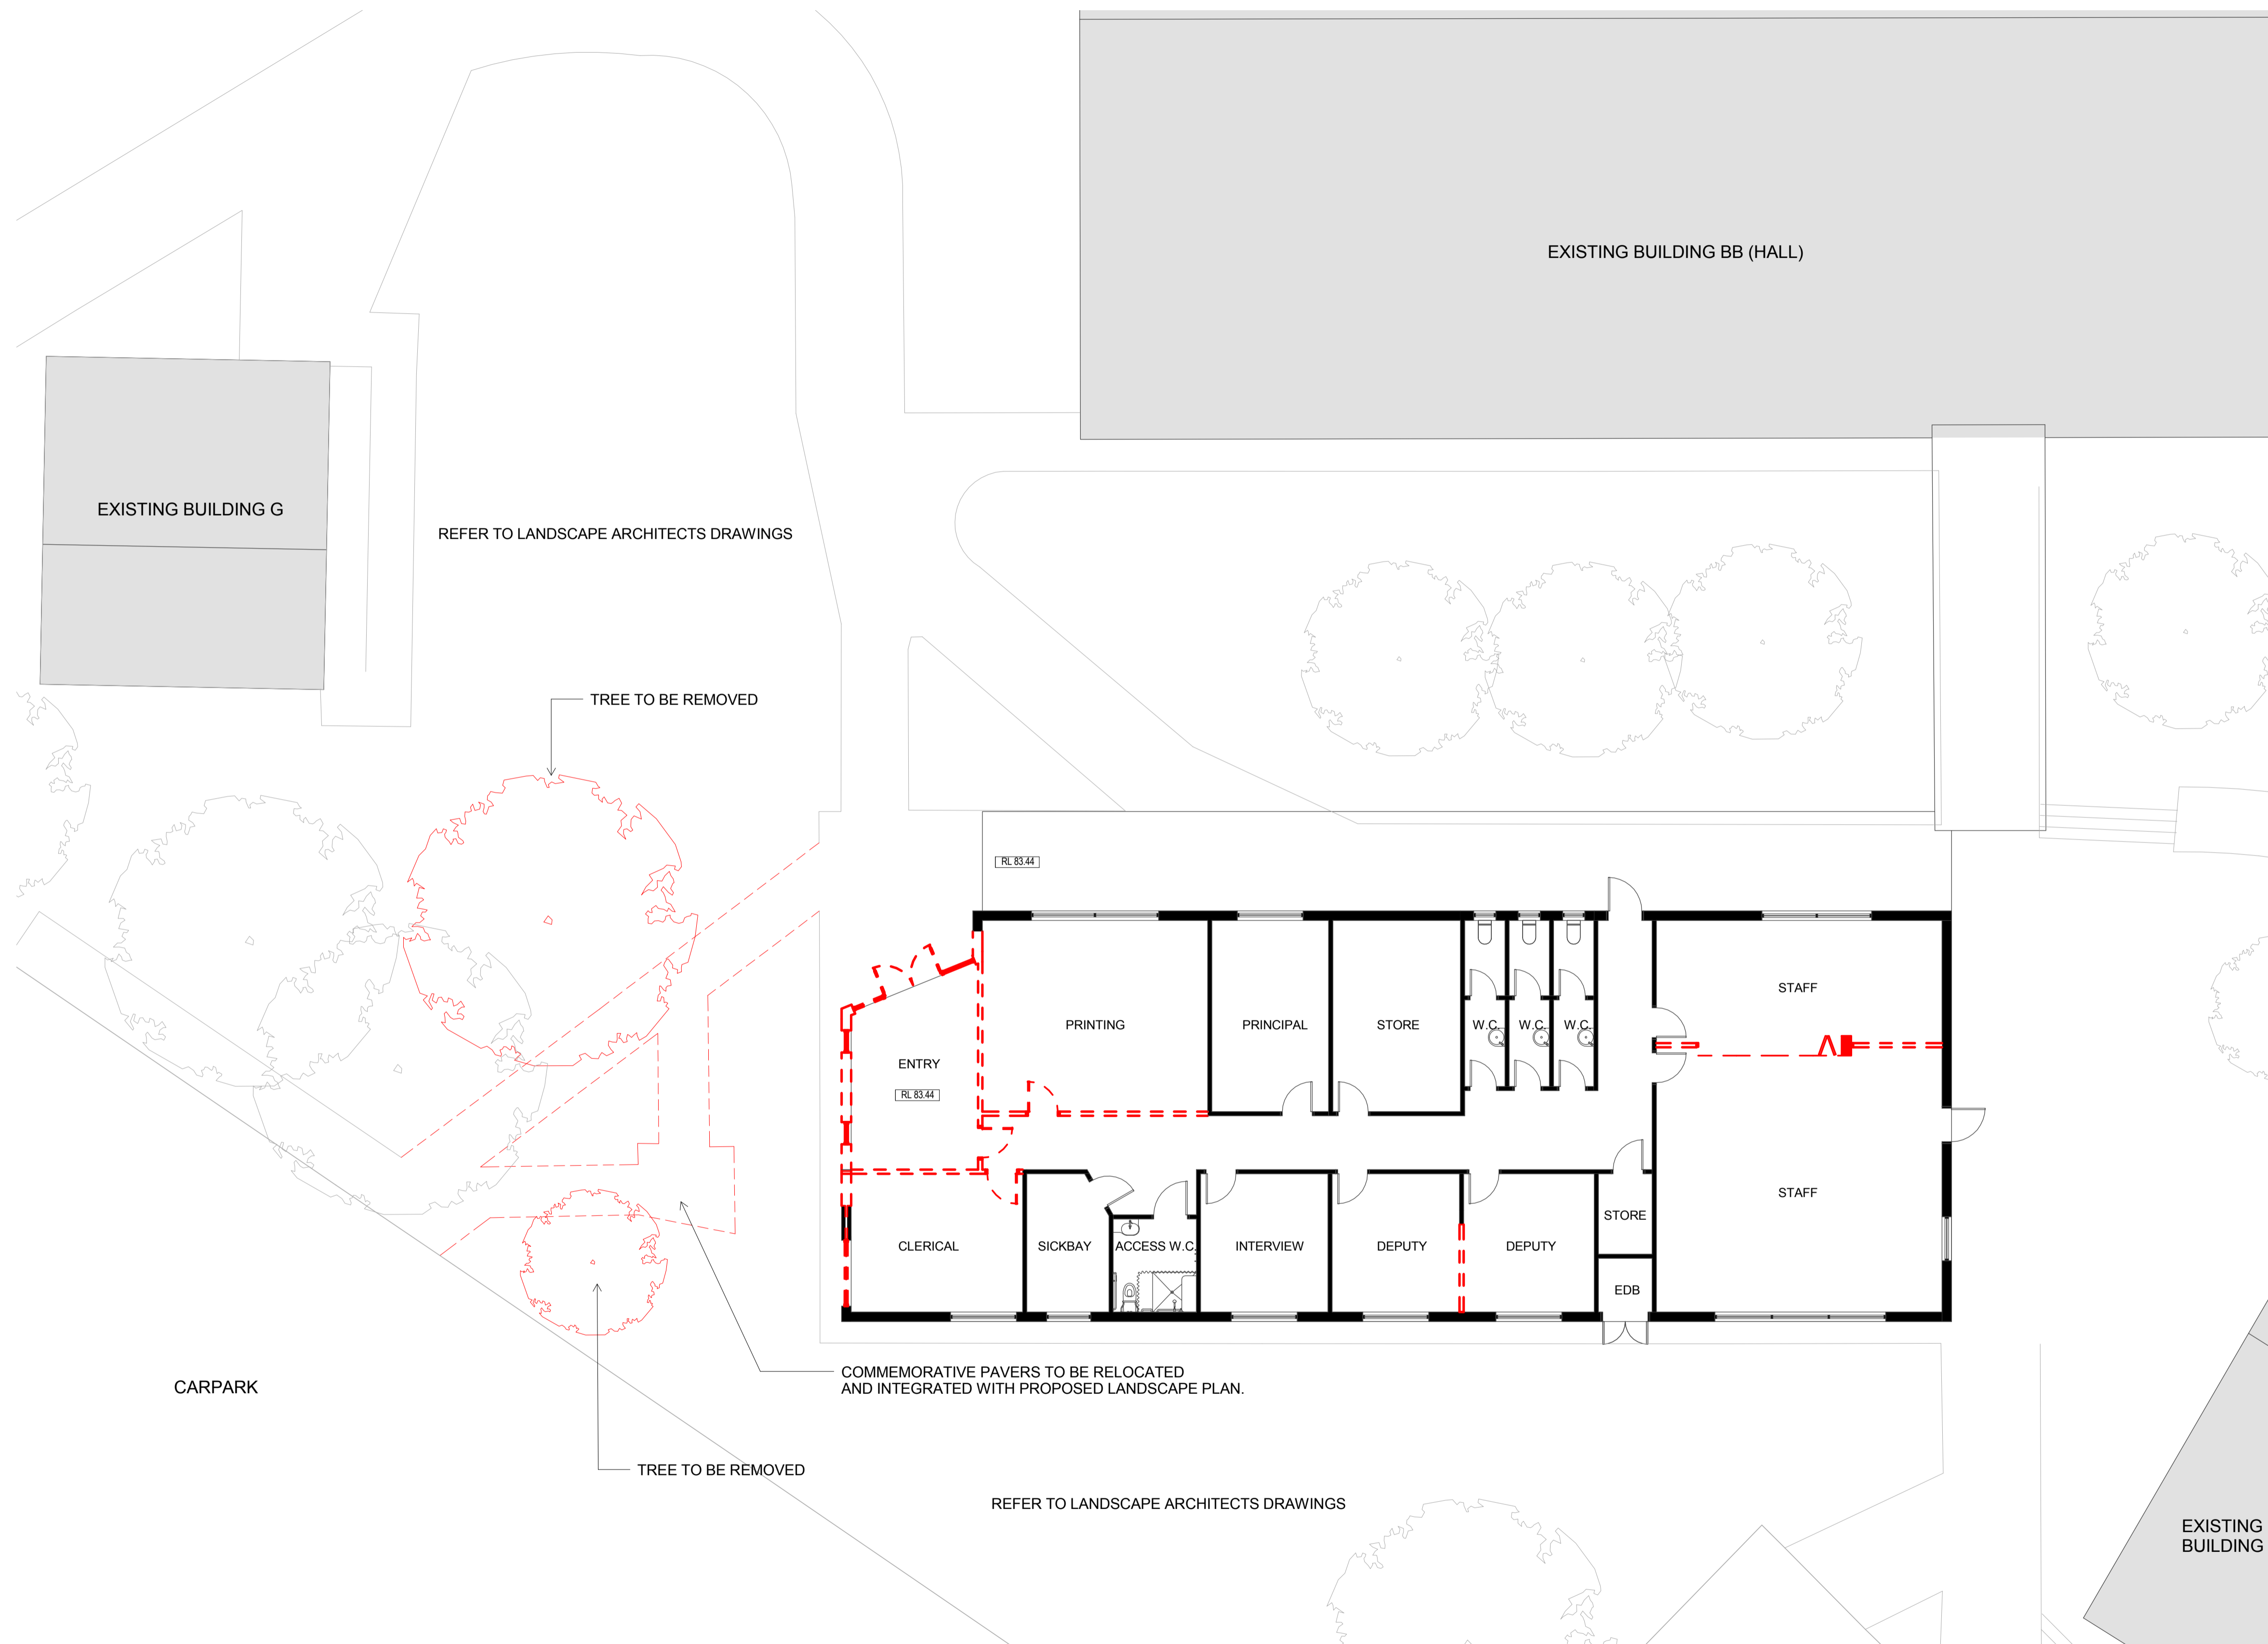 EXISTING BUILDING BB (HALL)
EXISTING BUILDING G
REFER TO LANDSCAPE ARCHITECTS DRAWINGS
TREE TO BE REMOVED
RL 83.44
STAFF
PRINTING
PRINCIPAL
STORE
W.C.
W.C.
W.C.
ENTRY
RL 83.44
STAFF
STORE
CLERICAL
SICKBAY
ACCESS W.C.
INTERVIEW
DEPUTY
DEPUTY
EDB
COMMEMORATIVE PAVERS TO BE RELOCATED
AND INTEGRATED WITH PROPOSED LANDSCAPE PLAN.
CARPARK
TREE TO BE REMOVED
REFER TO LANDSCAPE ARCHITECTS DRAWINGS
EXISTING
BUILDING